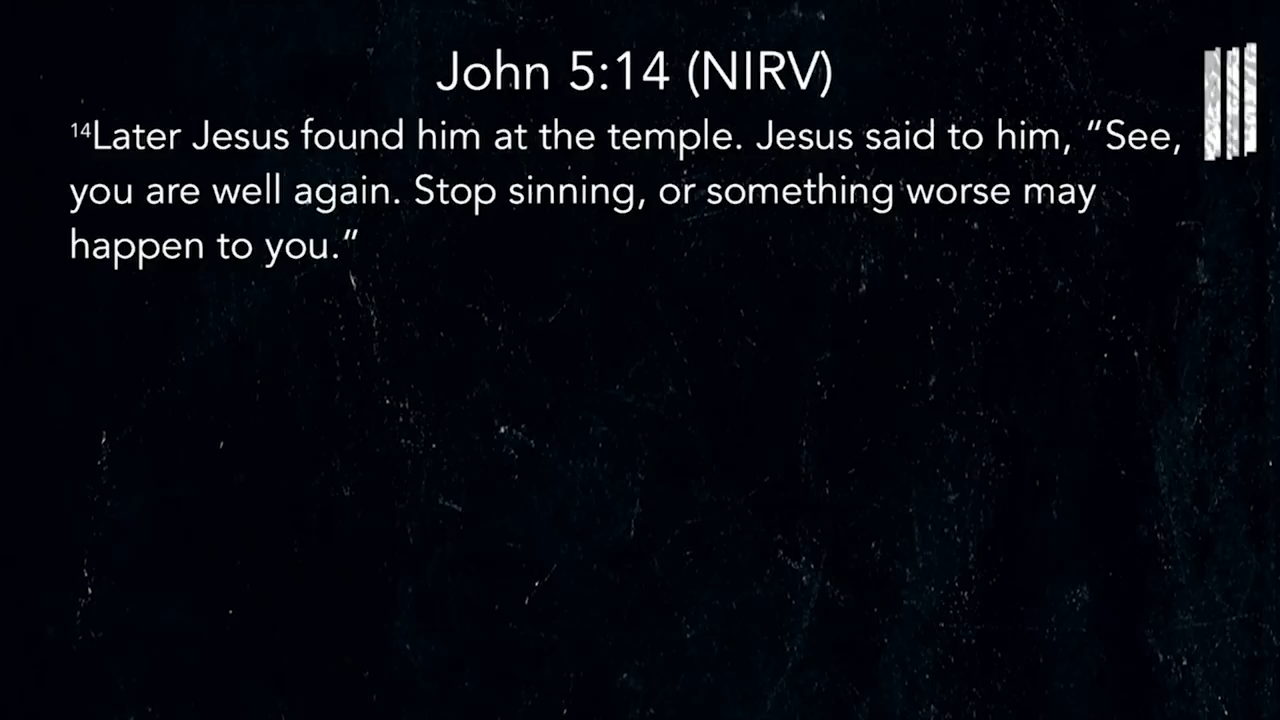 John 5:14 (NIRV)
¹⁴Later Jesus found him at the temple. Jesus said to him, “See,
you are well again. Stop sinning, or something worse may
happen to you.”